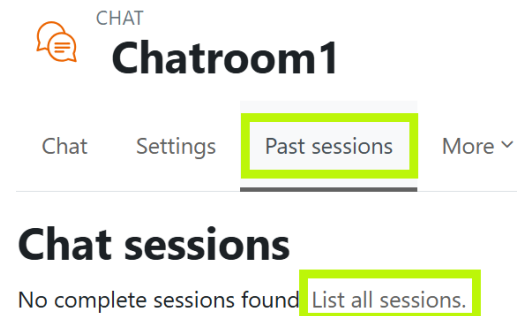 CHAT
Chatroom1
Chat Settings Past sessions More
Chat sessions
No complete sessions found List all sessions.